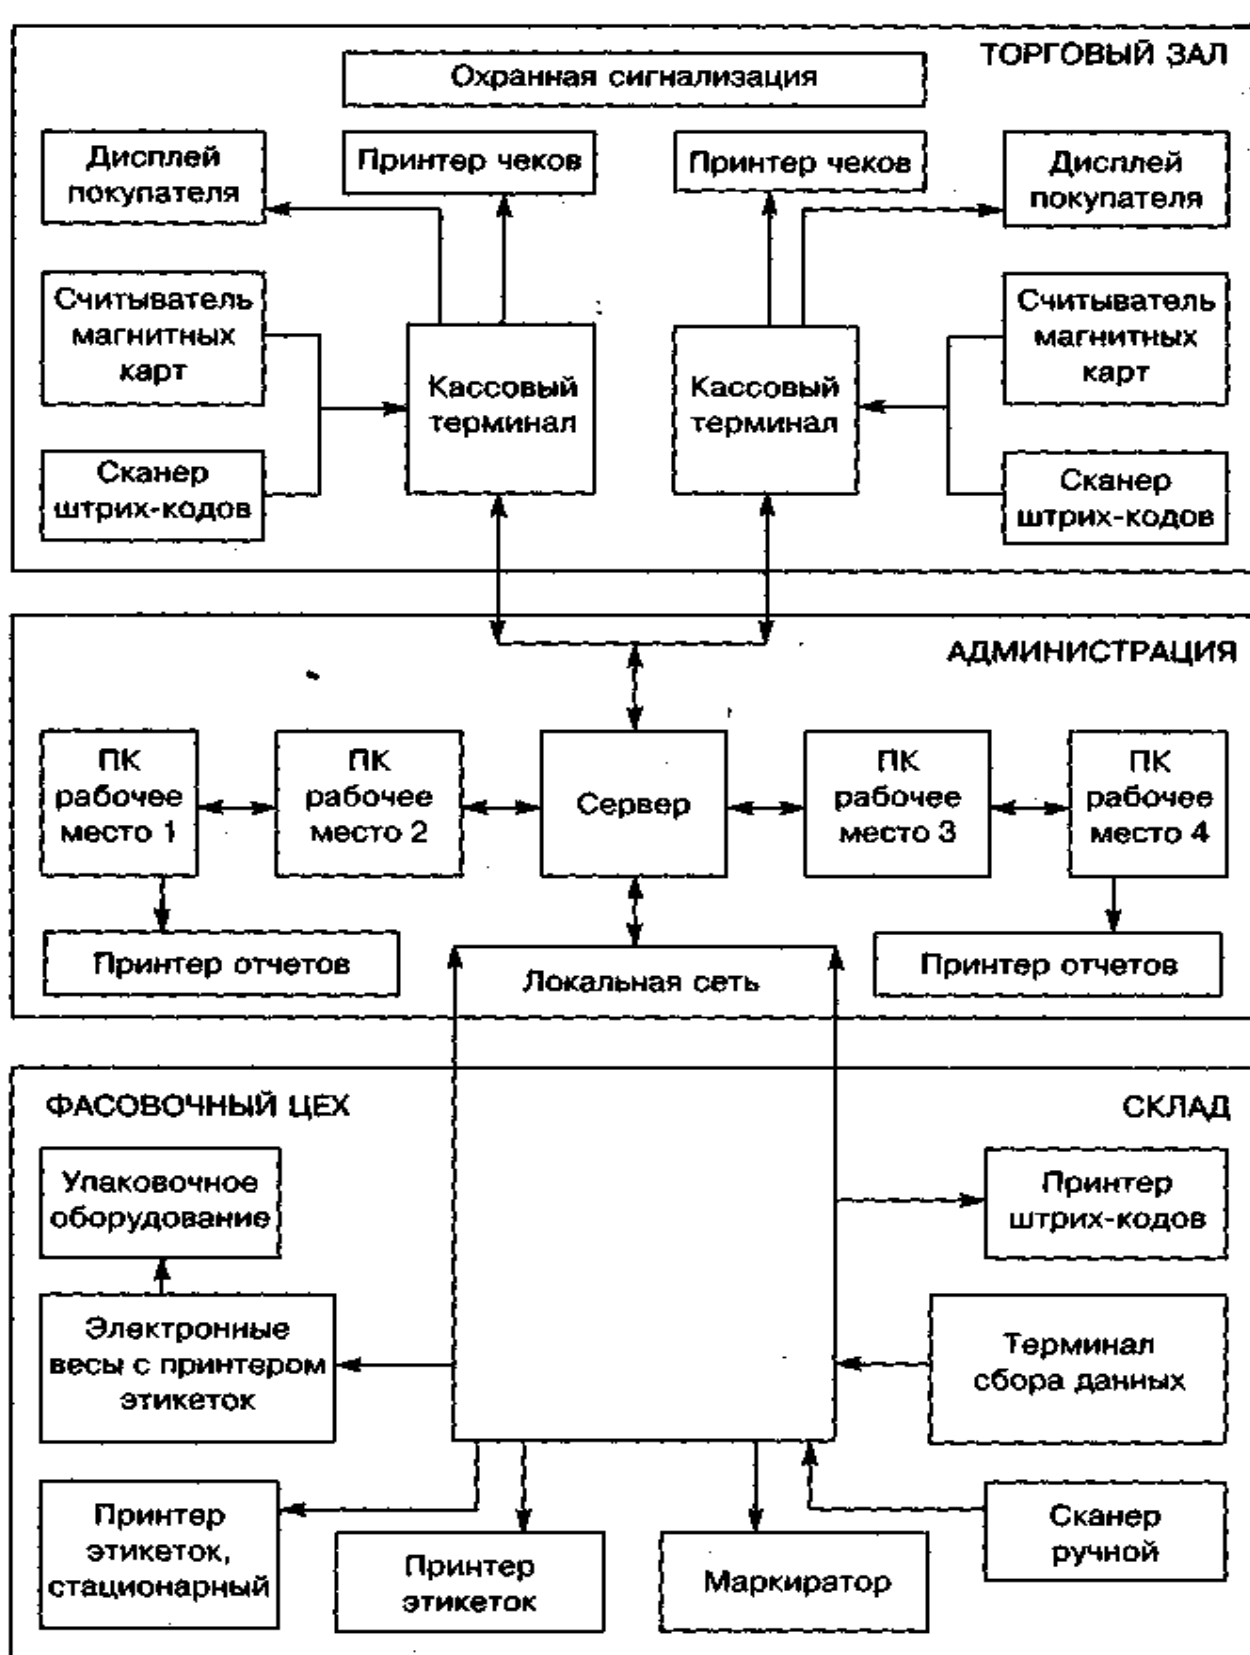 ТОРГОВЫЙ ЗАЛ
Охранная сигнализация
Дисплей
покупателя
Принтер чеков
Принтер чеков
Дисплей
покупателя
Считыватель
магнитных
карт
Кассовый
терминал
Кассовый
терминал
Считыватель
магнитных
карт
Сканер
штрих-кодов
Сканер
штрих-кодов
АДМИНИСТРАЦИЯ
ПК
рабочее
место 1
ПК
рабочее
место 2
Сервер
ПК
рабочее
место 3
ПК
рабочее
место 4
Принтер отчетов
Локальная сеть
Принтер отчетов
ФАСОВОЧНЫЙ ЦЕХ
СКЛАД
Упаковочное
оборудование
Принтер
штрих-кодов
Электронные
весы с принтером
этикеток
Терминал
сбора данных
Принтер
этикеток,
стационарный
Принтер
этикеток
Маркиратор
Сканер
ручной